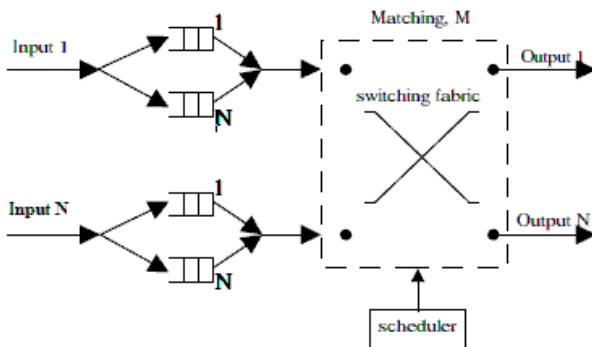 Matching, M
Input 1
1
N
Output 1
switching fabric
Input N
1
N
Output N
scheduler